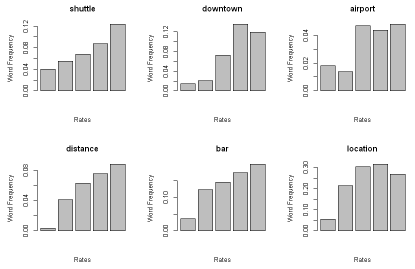 shuttle
Word Frequency
0.00 0.04 0.08 0.12
Rates
downtown
Word Frequency
0.00 0.04 0.08 0.12
Rates
airport
Word Frequency
0.00 0.02 0.04
Rates
distance
Word Frequency
0.00 0.04 0.08
Rates
bar
Word Frequency
0.00 0.10
Rates
location
Word Frequency
0.00 0.10 0.20 0.30
Rates